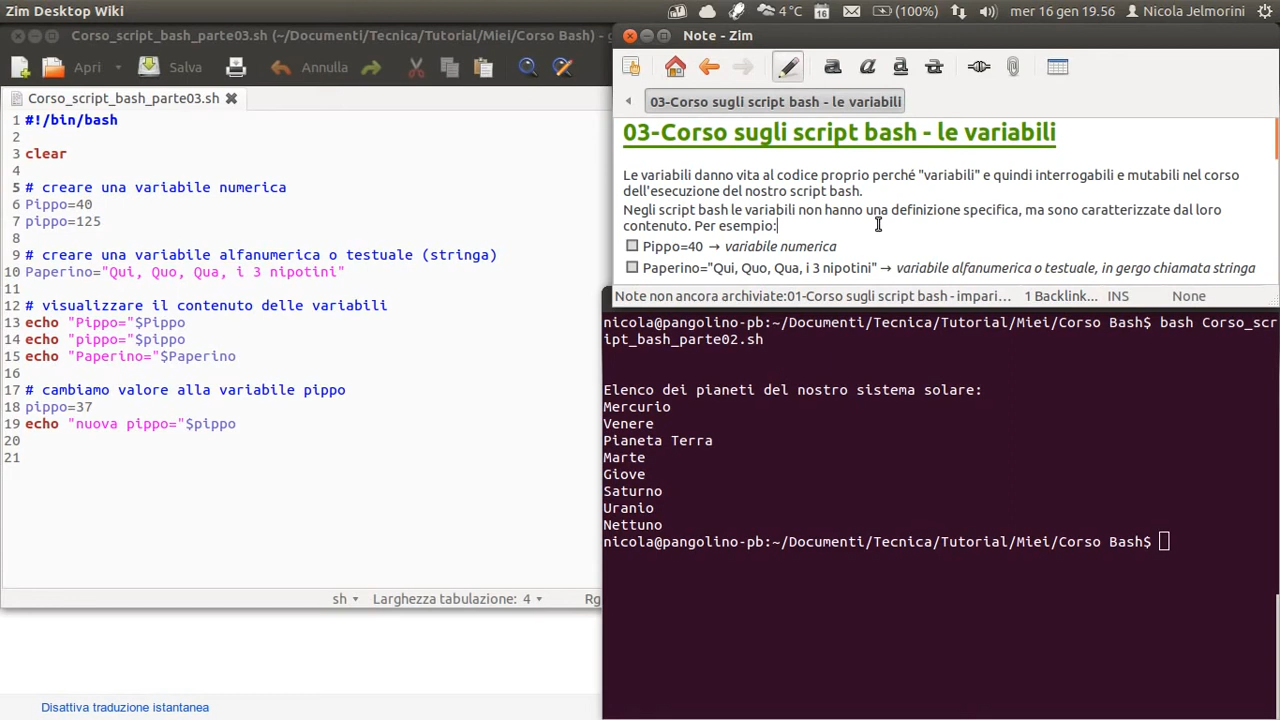 Zim Desktop Wiki
4 °C
16
(100%)
mer 16 gen 19.56
Nicola Jelmorini
Corso_script_bash_parte03.sh (~/Documenti/Tecnica/Tutorial/Miei/Corso Bash) - g
Apri
Salva
Annulla
Corso_script_bash_parte03.sh
1 #!/bin/bash
2
3 clear
4
5 # creare una variabile numerica
6 Pippo=40
7 pippo=125
8
9 # creare una variabile alfanumerica o testuale (stringa)
10 Paperino="Qui, Quo, Qua, i 3 nipotini"
11
12 # visualizzare il contenuto delle variabili
13 echo "Pippo="$Pippo
14 echo "pippo="$pippo
15 echo "Paperino="$Paperino
16
17 # cambiamo valore alla variabile pippo
18 pippo=37
19 echo "nuova pippo="$pippo
20
21
sh
Larghezza tabulazione: 4
Rg
Disattiva traduzione istantanea
Note - Zim
03-Corso sugli script bash - le variabili
03-Corso sugli script bash - le variabili
Le variabili danno vita al codice proprio perché "variabili" e quindi interrogabili e mutabili nel corso
dell'esecuzione del nostro script bash.
Negli script bash le variabili non hanno una definizione specifica, ma sono caratterizzate dal loro
contenuto. Per esempio:
Pippo=40 → variabile numerica
Paperino="Qui, Quo, Qua, i 3 nipotini" → variabile alfanumerica o testuale, in gergo chiamata stringa
Note non ancora archiviate:01-Corso sugli script bash - impari...
1 Backlink...
INS
None
nicola@pangolino-pb:~/Documenti/Tecnica/Tutorial/Miei/Corso Bash$ bash Corso_scr
ipt_bash_parte02.sh
Elenco dei pianeti del nostro sistema solare:
Mercurio
Venere
Pianeta Terra
Marte
Giove
Saturno
Uranio
Nettuno
nicola@pangolino-pb:~/Documenti/Tecnica/Tutorial/Miei/Corso Bash$